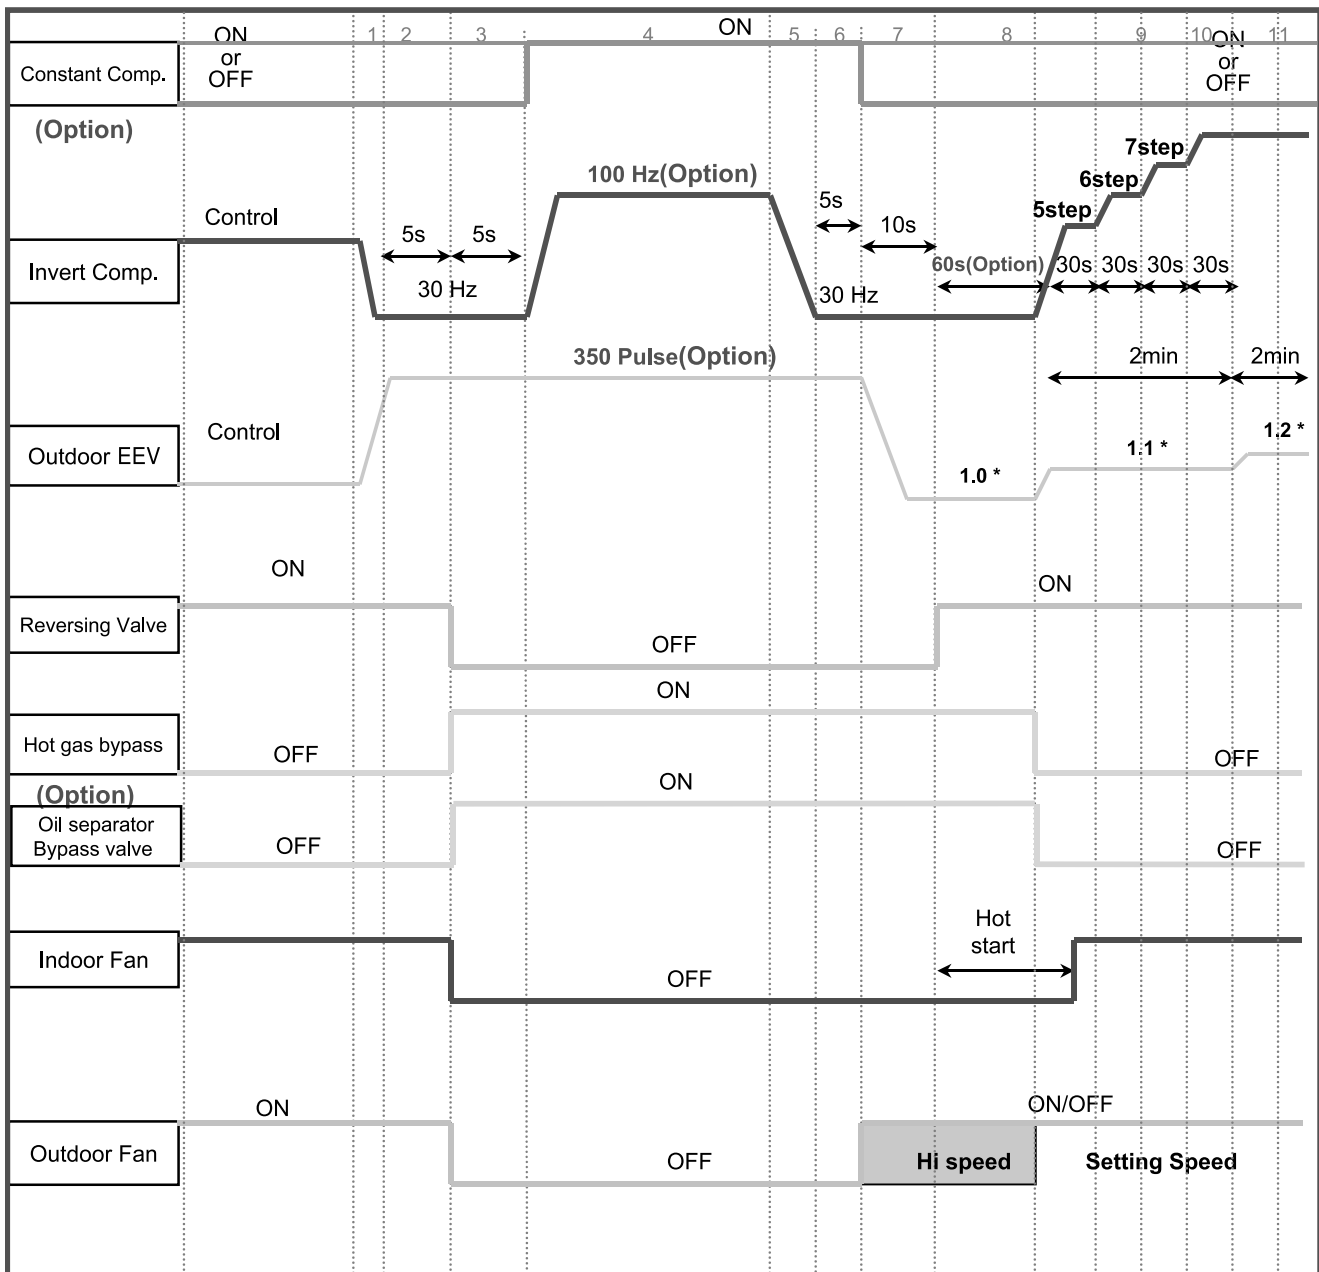 ON
or
OFF
1 2 3 4 ON 5 6 7 8 9 10 11
ON
or
OFF
Constant Comp.
(Option)
7step
100 Hz(Option)
6step
5s
5step
Control
10s
5s 5s
60s(Option) 30s 30s 30s 30s
Invert Comp.
30 Hz
30 Hz
350 Pulse(Option)
2min 2min
Control
1.2 *
1.1 *
Outdoor EEV
1.0 *
ON
ON
Reversing Valve
OFF
ON
Hot gas bypass
OFF
OFF
(Option)
ON
Oil separator
Bypass valve
OFF
OFF
Hot
start
Indoor Fan
OFF
ON
ON/OFF
Outdoor Fan
OFF
Hi speed
Setting Speed